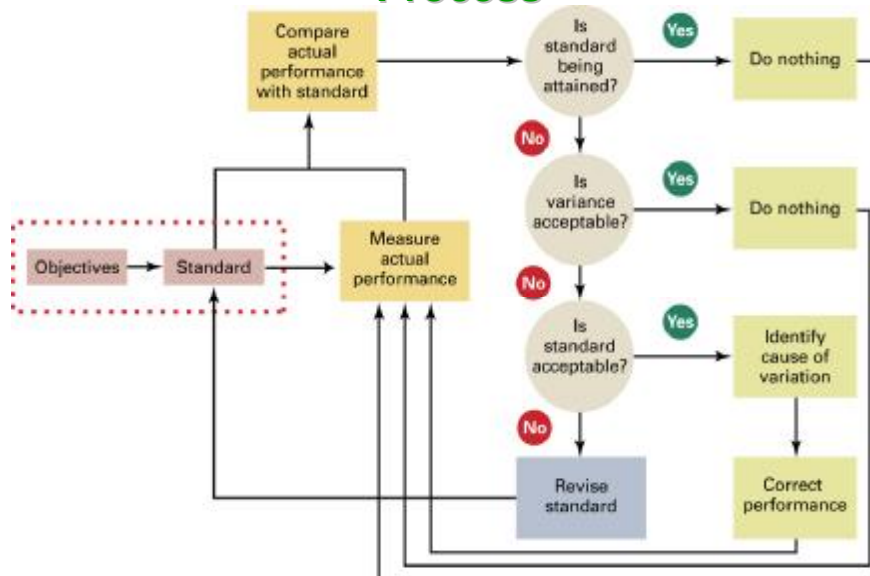 Process
Compare
actual
performance
with standard
Is
standard
being
attained?
Yes
Do nothing
No
Is
variance
acceptable?
Yes
Do nothing
Objectives
Standard
Measure
actual
performance
No
Is
standard
acceptable?
Yes
Identify
cause of
variation
No
Revise
standard
Correct
performance